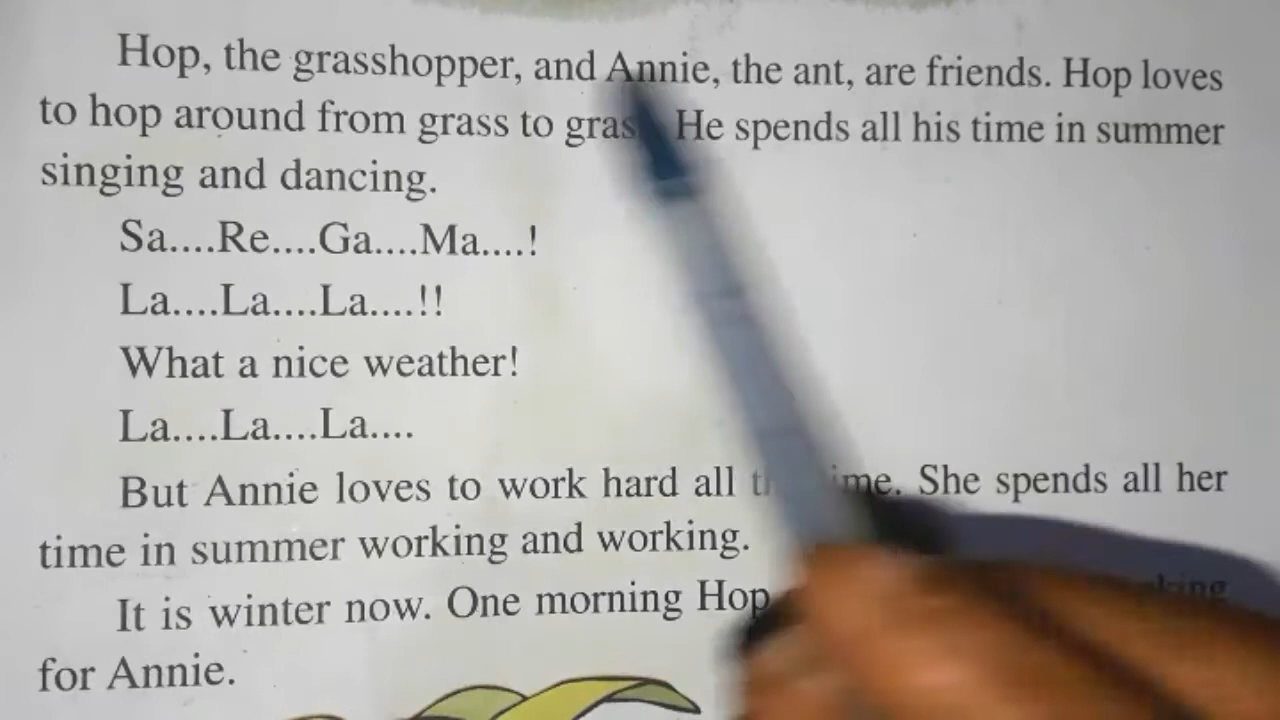 Hop, the grasshopper, and Annie, the ant, are friends. Hop loves
to hop around from grass to He spends all his time in summer
singing and dancing.
Sa....Re....Ga....Ma....!
La....La....La....!!
What a nice weather!
La....La....La....
But Annie loves to work hard all She spends all her
time in summer working and working.
It is winter now. One morning Hop
for Annie.